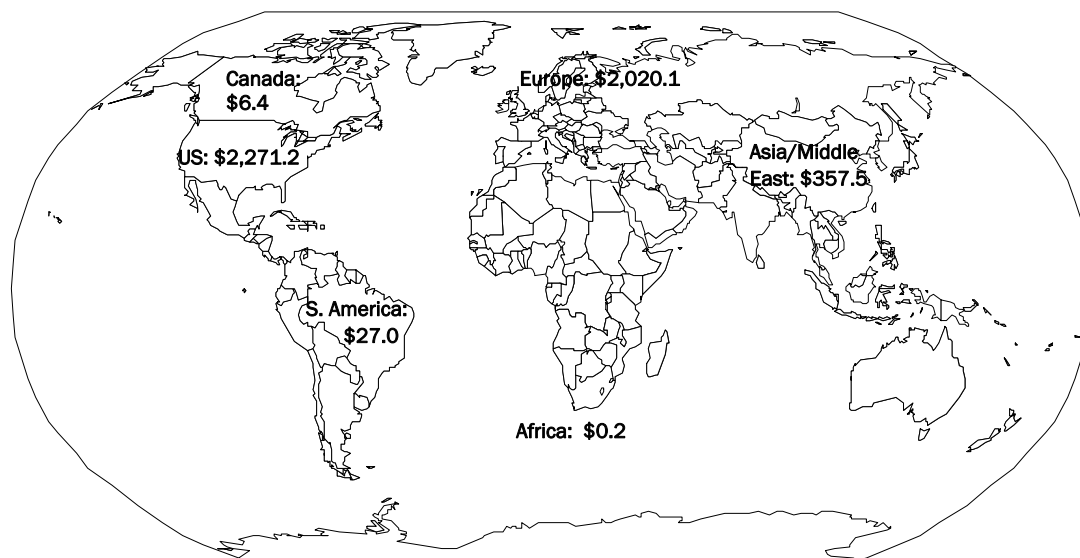 Canada:
$6.4
Europe: $2,020.1
US: $2,271.2
Asia/Middle
East: $357.5
S. America:
$27.0
Africa: $0.2